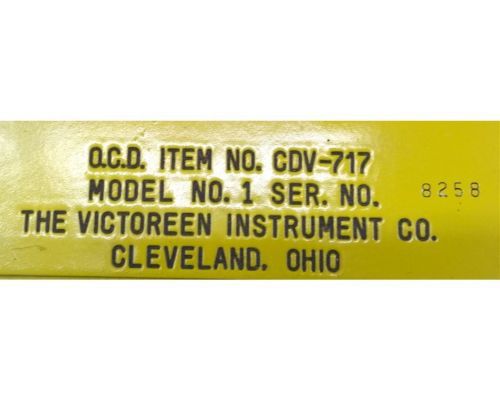 O.C.D. ITEM NO. CDV-717
MODEL NO. 1 SER. NO. 8258
THE VICTOREEN INSTRUMENT CO.
CLEVELAND, OHIO